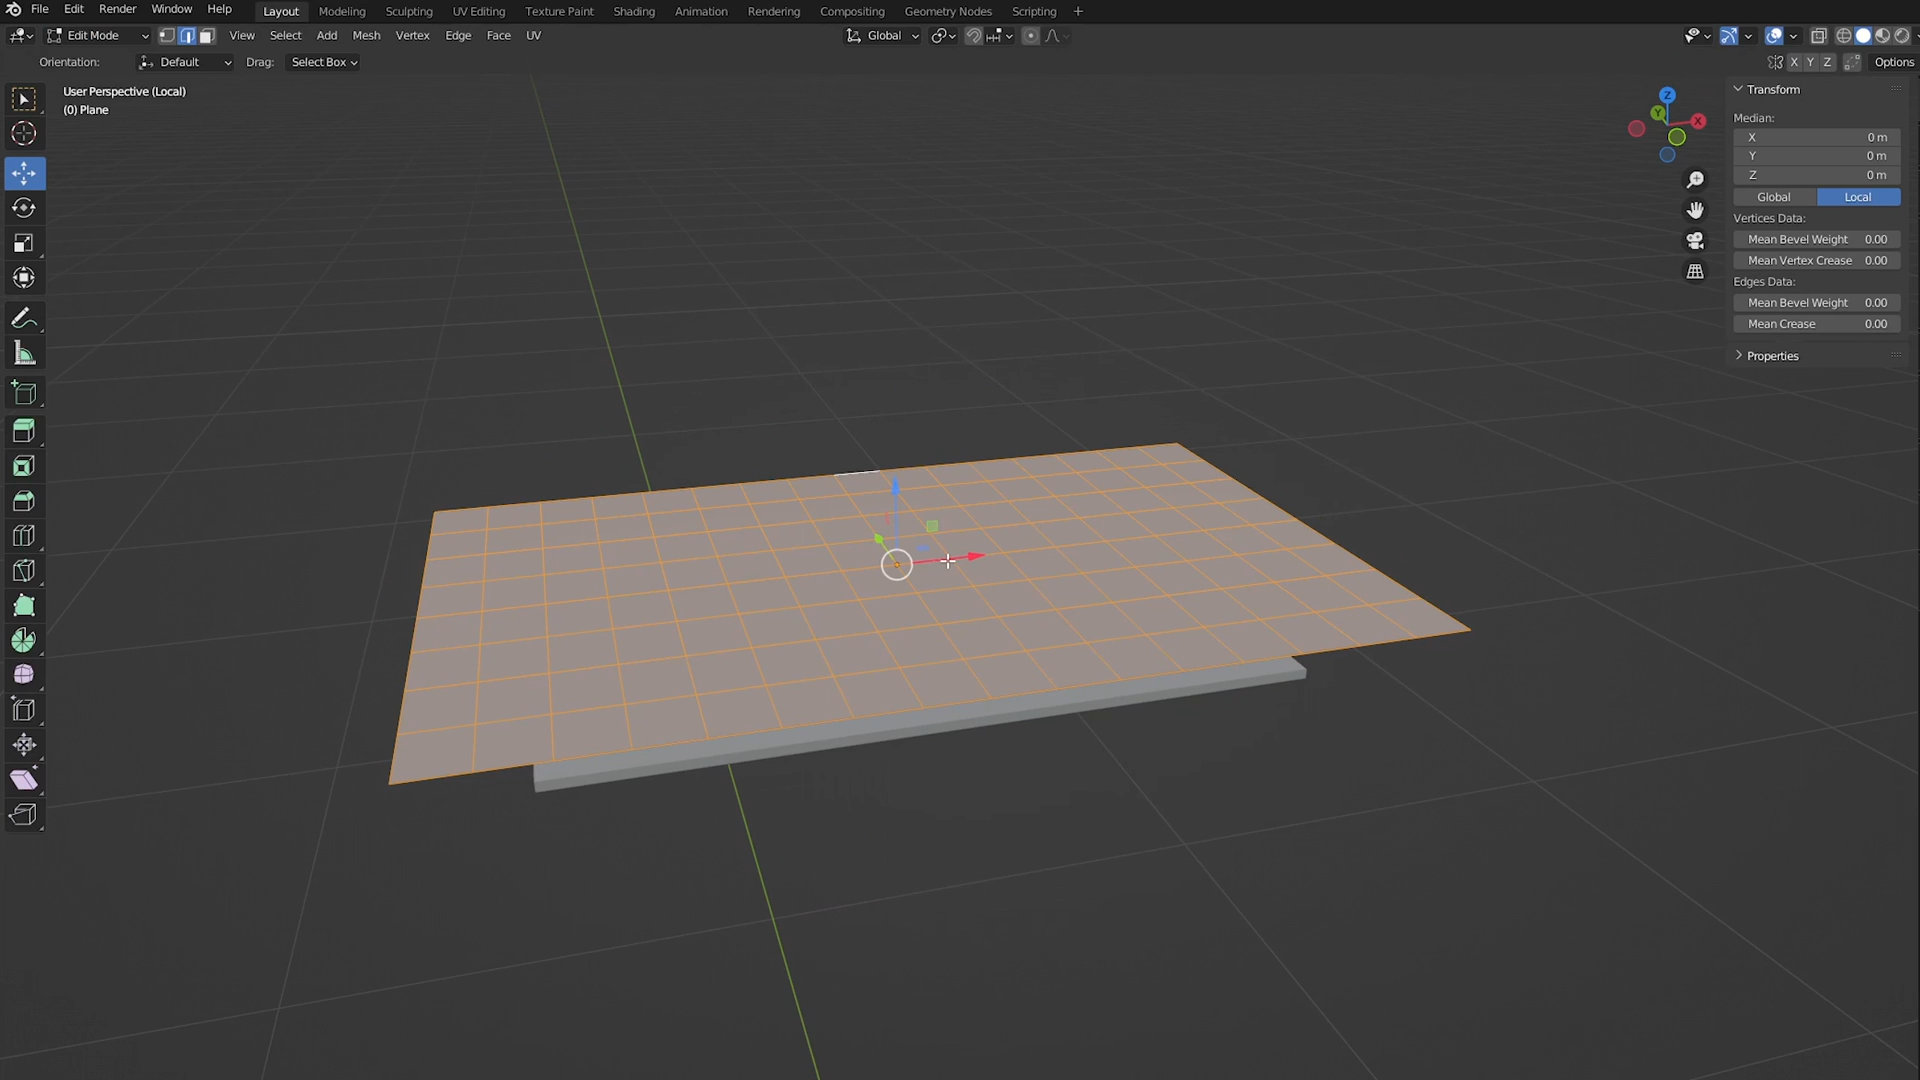 File Edit Render Window Help Layout Modeling Sculpting UV Editing Texture Paint Shading Animation Rendering Compositing Geometry Nodes Scripting +
Edit Mode View Select Add Mesh Vertex Edge Face UV Global
Orientation: Default Drag: Select Box X Y Z Options
User Perspective (Local)
(0) Plane
Z
Y
X
Transform
Median:
X 0 m
Y 0 m
Z 0 m
Global Local
Vertices Data:
Mean Bevel Weight 0.00
Mean Vertex Crease 0.00
Edges Data:
Mean Bevel Weight 0.00
Mean Crease 0.00
Properties